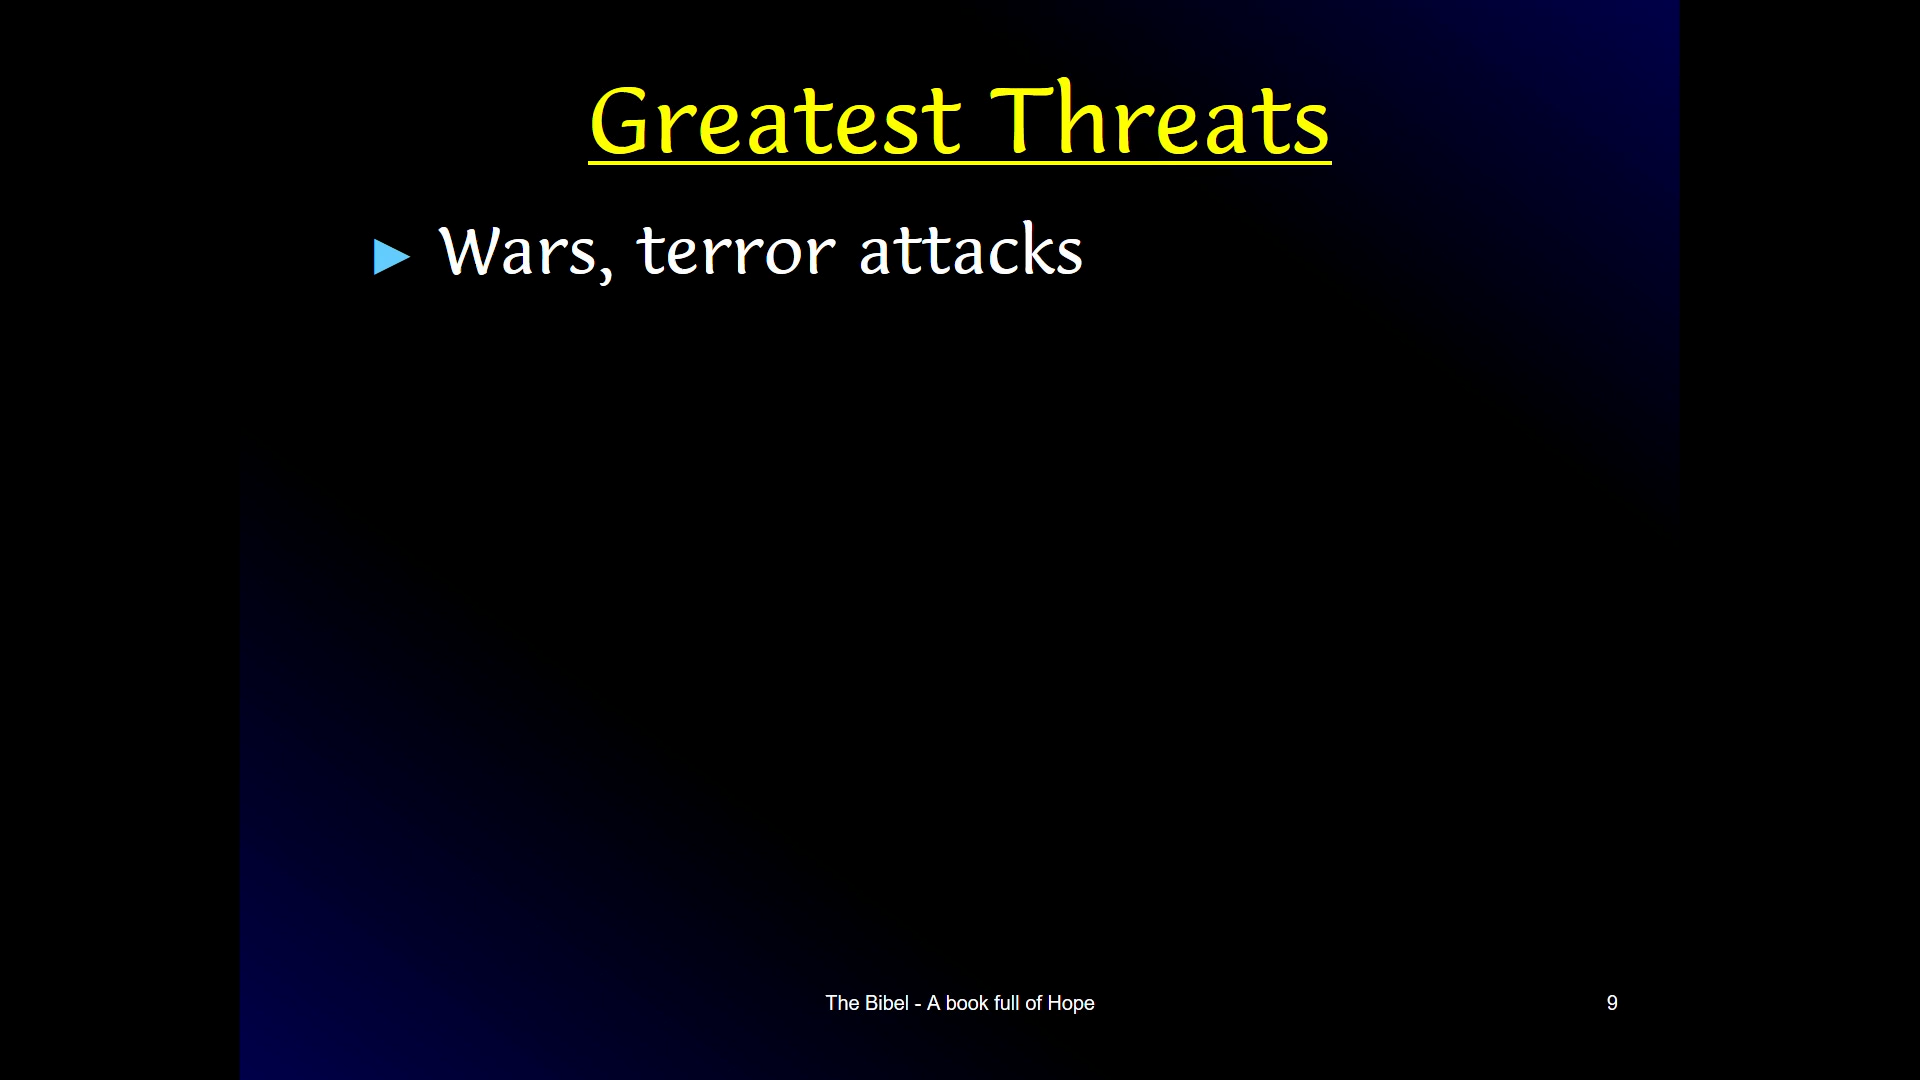 Greatest Threats
► Wars, terror attacks
The Bibel - A book full of Hope
9